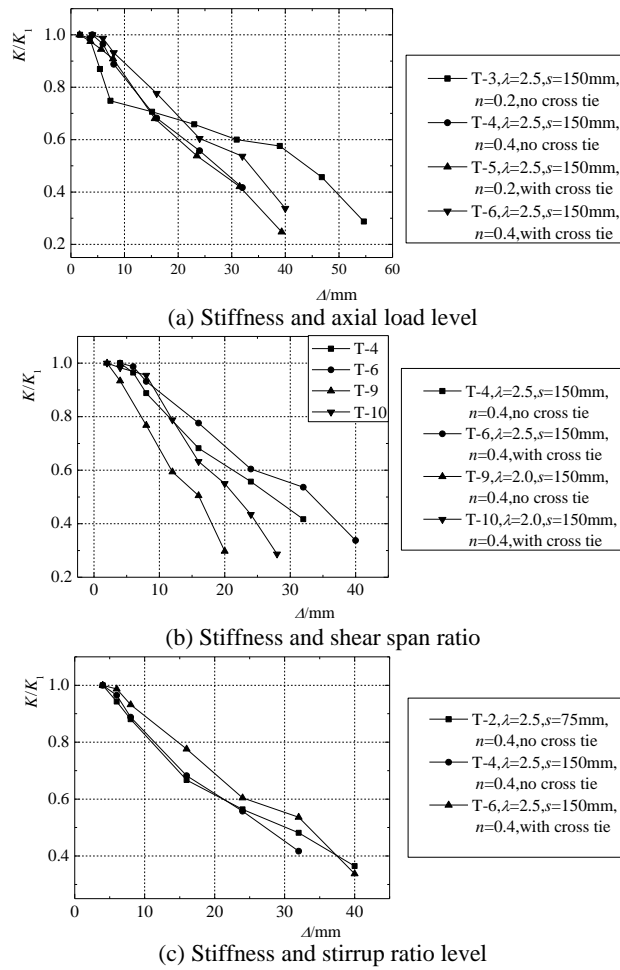 K/K1
1.0
0.8
0.6
0.4
0.2
0 10 20 30 40 50 60
Δ/mm
T-3,λ=2.5,s=150mm,
n=0.2,no cross tie
T-4,λ=2.5,s=150mm,
n=0.4,no cross tie
T-5,λ=2.5,s=150mm,
n=0.2,with cross tie
T-6,λ=2.5,s=150mm,
n=0.4,with cross tie
(a) Stiffness and axial load level
K/K1
1.0
0.8
0.6
0.4
0.2
0 10 20 30 40
Δ/mm
T-4
T-6
T-9
T-10
T-4,λ=2.5,s=150mm,
n=0.4,no cross tie
T-6,λ=2.5,s=150mm,
n=0.4,with cross tie
T-9,λ=2.0,s=150mm,
n=0.4,no cross tie
T-10,λ=2.0,s=150mm,
n=0.4,with cross tie
(b) Stiffness and shear span ratio
K/K1
1.0
0.8
0.6
0.4
0 10 20 30 40
Δ/mm
T-2,λ=2.5,s=75mm,
n=0.4,no cross tie
T-4,λ=2.5,s=150mm,
n=0.4,no cross tie
T-6,λ=2.5,s=150mm,
n=0.4,with cross tie
(c) Stiffness and stirrup ratio level